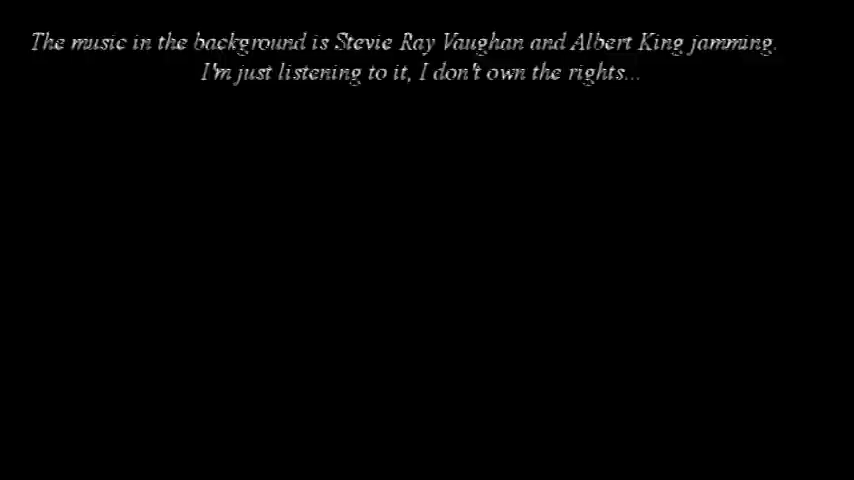 The music in the background is Stevie Ray Vaughan and Albert King jamming.
I'm just listening to it, I don't own the rights...